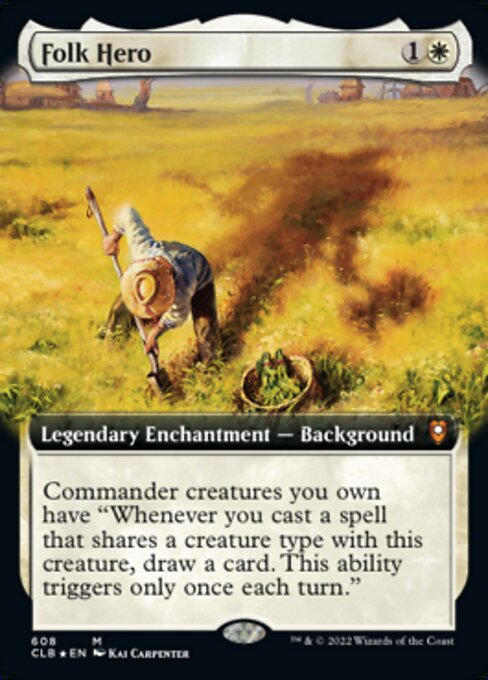 Folk Hero 1
Legendary Enchantment — Background
Commander creatures you own
have “Whenever you cast a spell
that shares a creature type with this
creature, draw a card. This ability
triggers only once each turn.”
608 M
CLB ★ EN Kai Carpenter
™ & © 2022 Wizards of the Coast